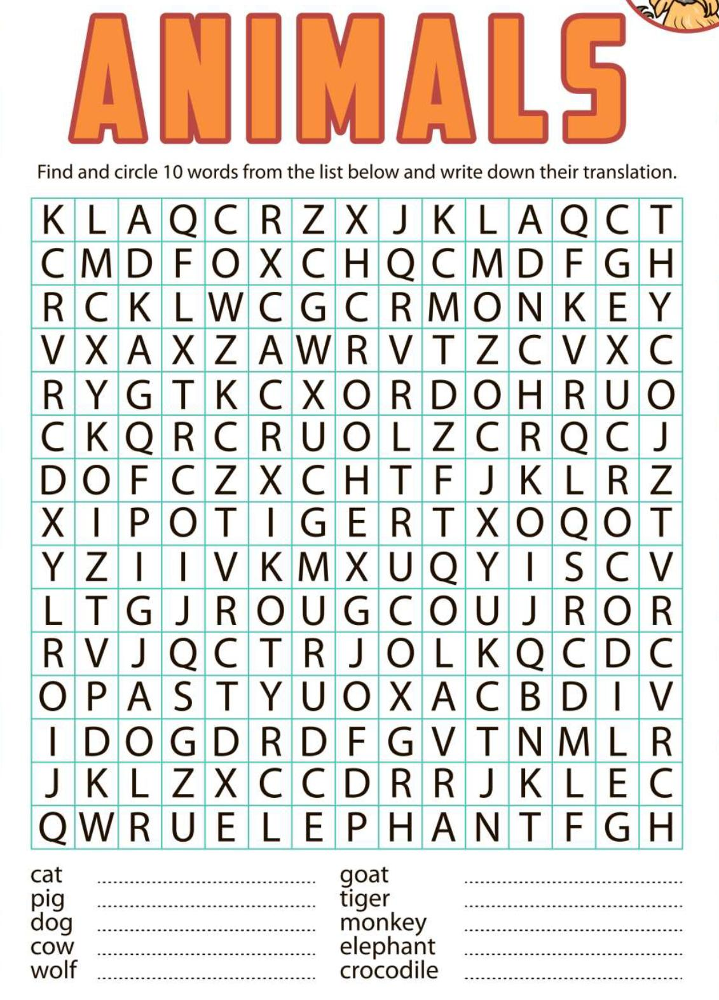 ANIMALS
Find and circle 10 words from the list below and write down their translation.
K L A Q C R Z X J K L A Q C T
C M D F O X C H Q C M D F G H
R C K L W C G C R M O N K E Y
V X A X Z A W R V T Z C V X C
R Y G T K C X O R D O H R U O
C K Q R C R U O L Z C R Q C J
D O F C Z X C H T F J K L R Z
X I P O T I G E R T X O Q O T
Y Z I I V K M X U Q Y I S C V
L T G J R O U G C O U J R O R
R V J Q C T R J O L K Q C D C
O P A S T Y U O X A C B D I V
I D O G D R D F G V T N M L R
J K L Z X C C D R R J K L E C
Q W R U E L E P H A N T F G H
cat ........................................ goat ........................................
pig ........................................ tiger ........................................
dog ........................................ monkey ........................................
cow ........................................ elephant ........................................
wolf ........................................ crocodile ........................................